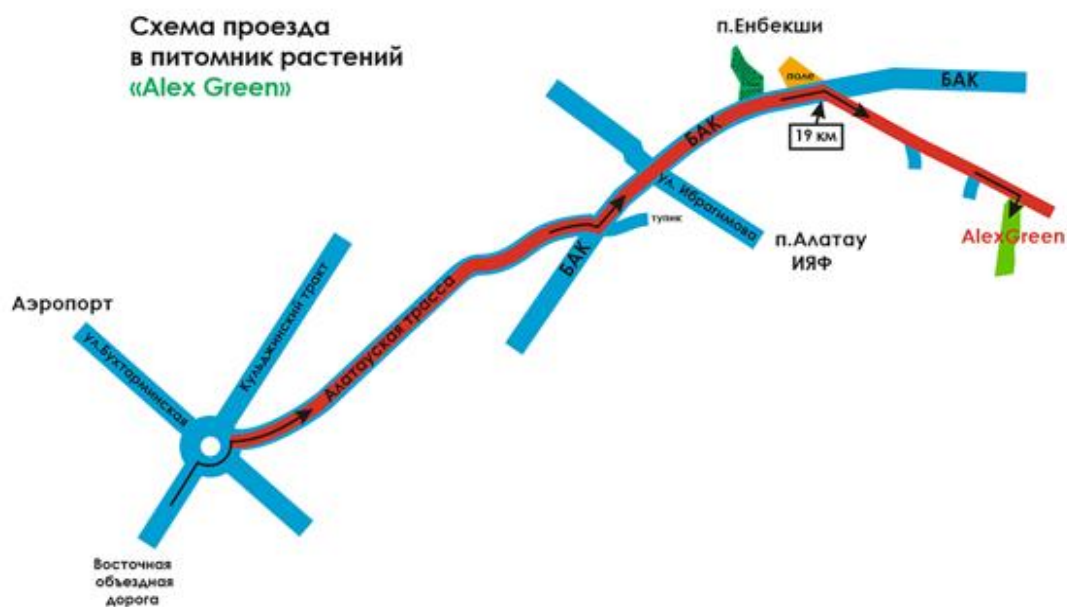 Схема проезда
в питомник растений
«Alex Green»
п.Енбекши
поле
БАК
19 км
БАК
ул. Ибрагимова
тупик
п.Алатау
ИЯФ
AlexGreen
БАК
Алатауская трасса
Кульджинский тракт
Аэропорт
ул.Бухтарминская
Восточная
объездная
дорога